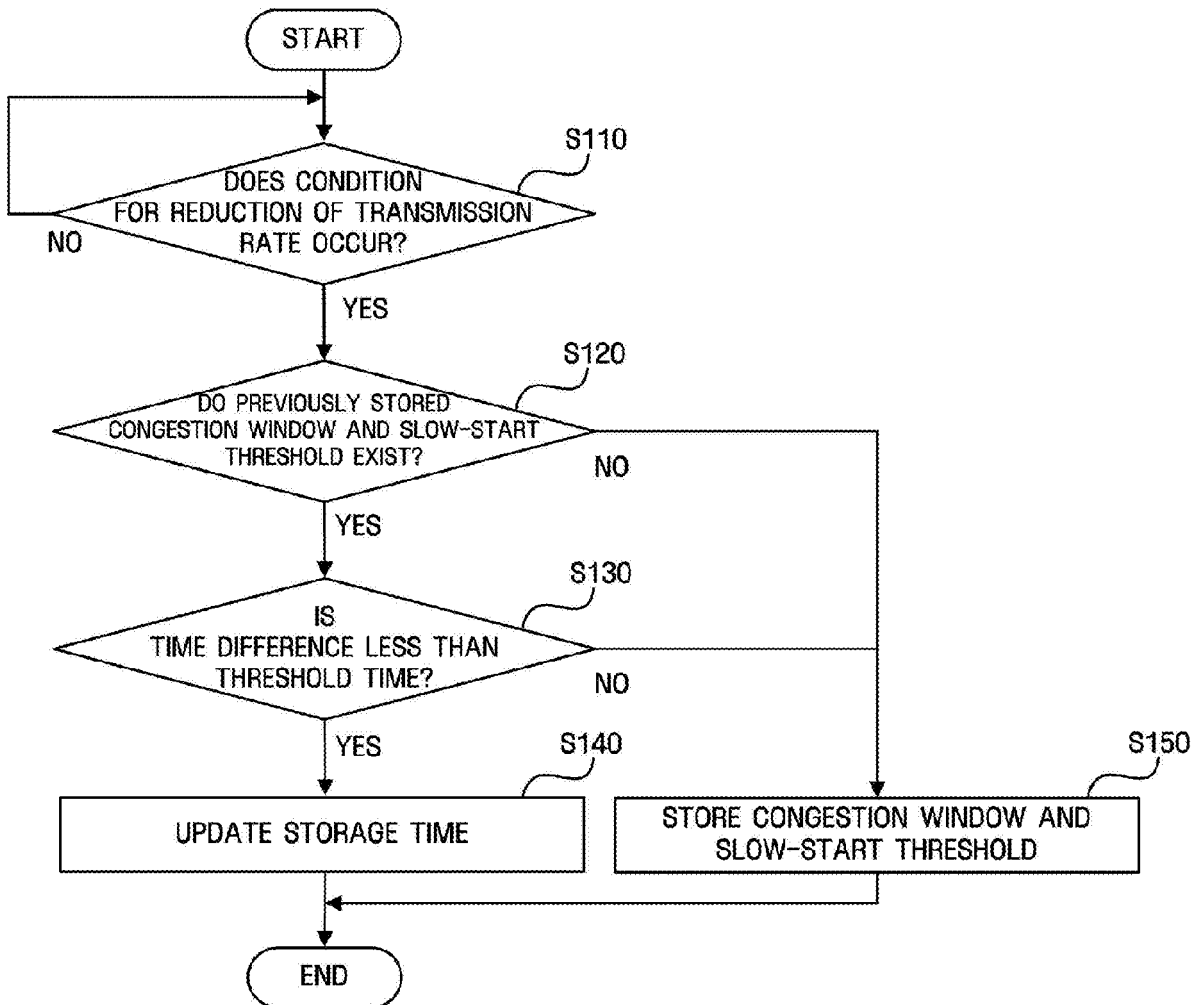 START
S110
DOES CONDITION
FOR REDUCTION OF TRANSMISSION
RATE OCCUR?
NO
YES
S120
DO PREVIOUSLY STORED
CONGESTION WINDOW AND SLOW-START
THRESHOLD EXIST?
NO
YES
S130
IS
TIME DIFFERENCE LESS THAN
THRESHOLD TIME?
NO
YES
S140
UPDATE STORAGE TIME
S150
STORE CONGESTION WINDOW AND
SLOW-START THRESHOLD
END